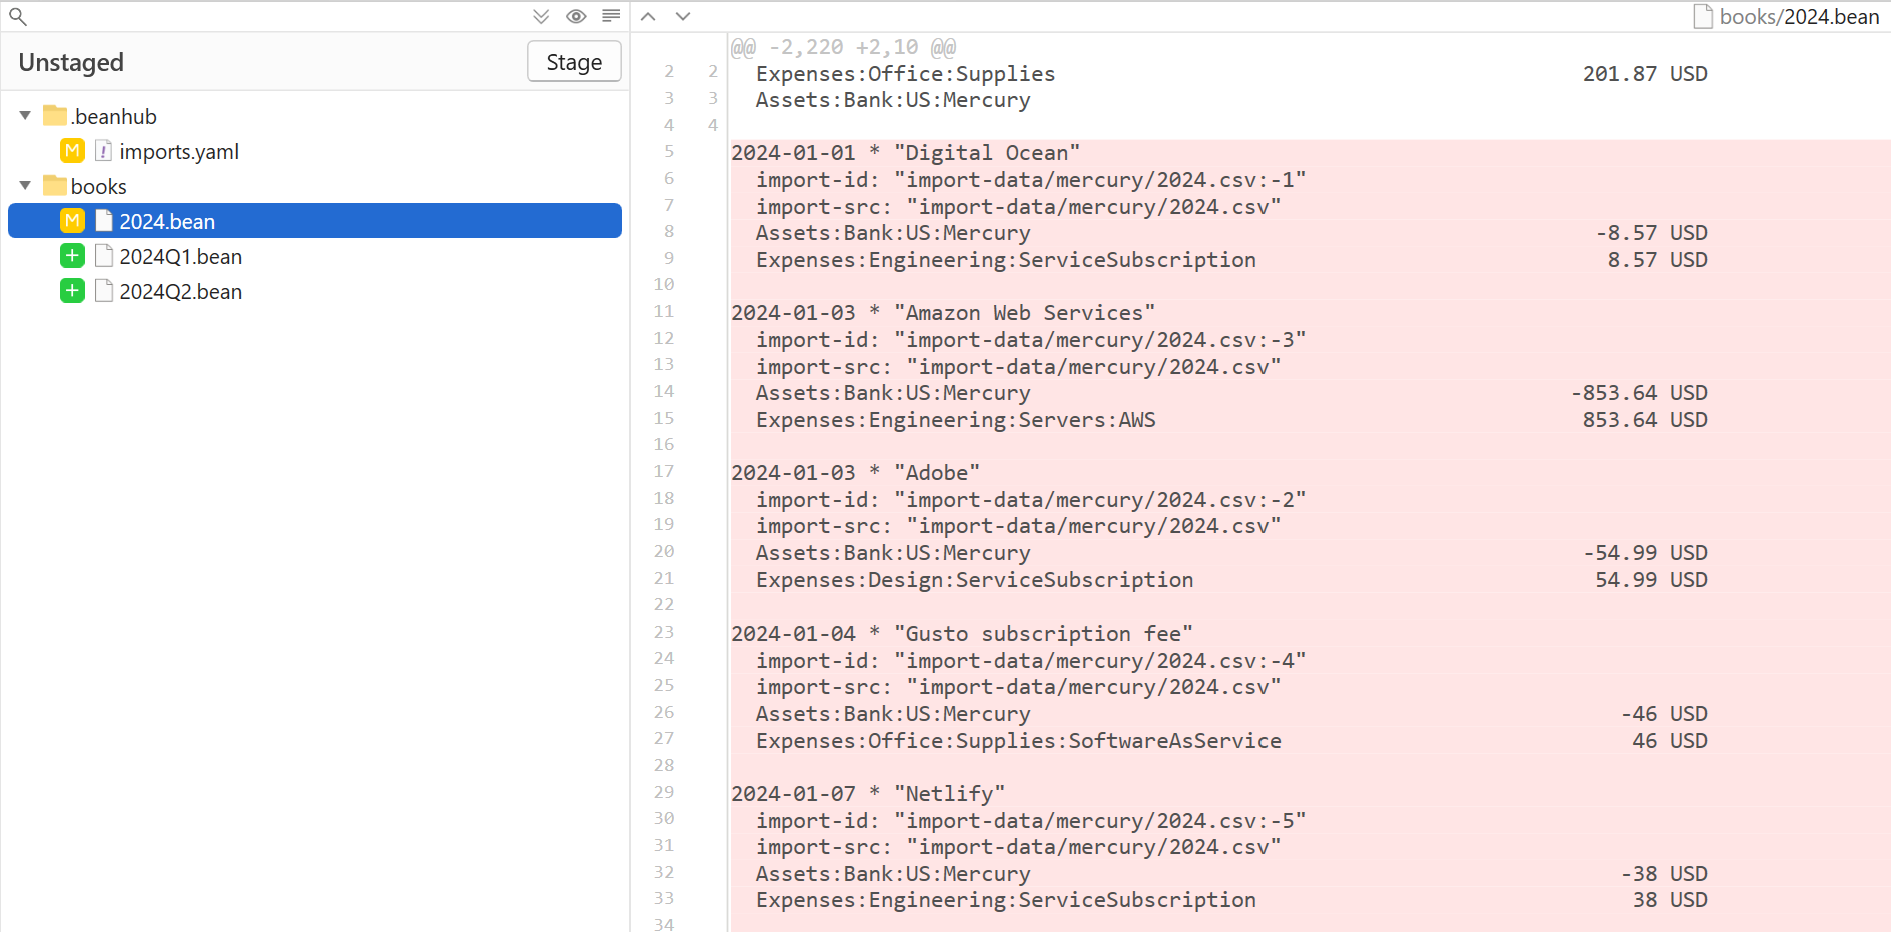 books/2024.bean
Unstaged
Stage
.beanhub
M ! imports.yaml
books
M 2024.bean
+ 2024Q1.bean
+ 2024Q2.bean
@@ -2,220 +2,10 @@
2 2 Expenses:Office:Supplies 201.87 USD
3 3 Assets:Bank:US:Mercury
4 4
5 2024-01-01 * "Digital Ocean"
6 import-id: "import-data/mercury/2024.csv:-1"
7 import-src: "import-data/mercury/2024.csv"
8 Assets:Bank:US:Mercury -8.57 USD
9 Expenses:Engineering:ServiceSubscription 8.57 USD
10
11 2024-01-03 * "Amazon Web Services"
12 import-id: "import-data/mercury/2024.csv:-3"
13 import-src: "import-data/mercury/2024.csv"
14 Assets:Bank:US:Mercury -853.64 USD
15 Expenses:Engineering:Servers:AWS 853.64 USD
16
17 2024-01-03 * "Adobe"
18 import-id: "import-data/mercury/2024.csv:-2"
19 import-src: "import-data/mercury/2024.csv"
20 Assets:Bank:US:Mercury -54.99 USD
21 Expenses:Design:ServiceSubscription 54.99 USD
22
23 2024-01-04 * "Gusto subscription fee"
24 import-id: "import-data/mercury/2024.csv:-4"
25 import-src: "import-data/mercury/2024.csv"
26 Assets:Bank:US:Mercury -46 USD
27 Expenses:Office:Supplies:SoftwareAsService 46 USD
28
29 2024-01-07 * "Netlify"
30 import-id: "import-data/mercury/2024.csv:-5"
31 import-src: "import-data/mercury/2024.csv"
32 Assets:Bank:US:Mercury -38 USD
33 Expenses:Engineering:ServiceSubscription 38 USD
34